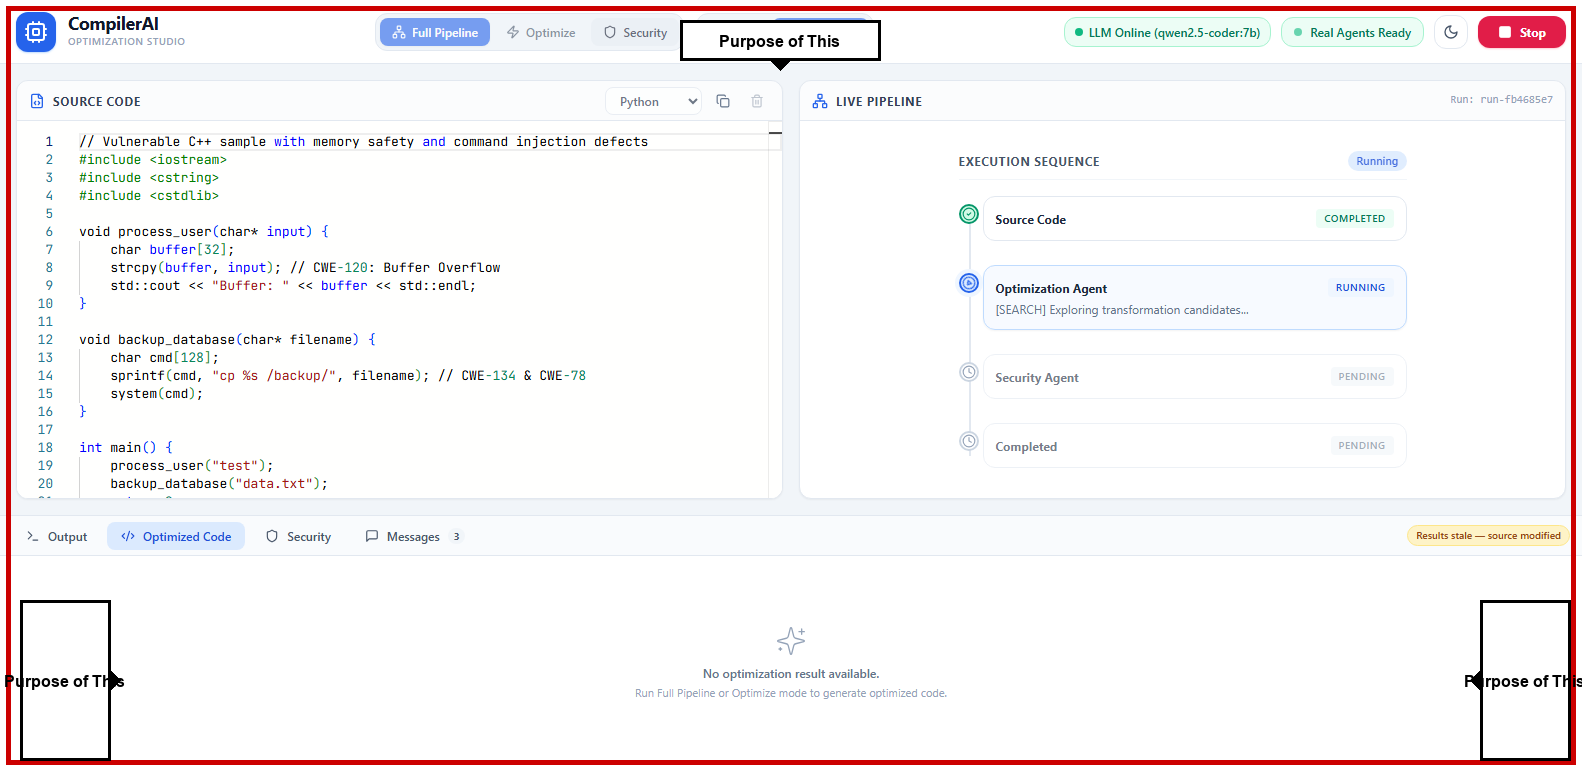 CompilerAI
OPTIMIZATION STUDIO
Full Pipeline
Optimize
Security
Purpose of This
LLM Online (qwen2.5-coder:7b)
Real Agents Ready
Stop
SOURCE CODE
Python
1 // Vulnerable C++ sample with memory safety and command injection defects
2 #include <iostream>
3 #include <cstring>
4 #include <cstdlib>
5
6 void process_user(char* input) {
7 char buffer[32];
8 strcpy(buffer, input); // CWE-120: Buffer Overflow
9 std::cout << "Buffer: " << buffer << std::endl;
10 }
11
12 void backup_database(char* filename) {
13 char cmd[128];
14 sprintf(cmd, "cp %s /backup/", filename); // CWE-134 & CWE-78
15 system(cmd);
16 }
17
18 int main() {
19 process_user("test");
20 backup_database("data.txt");
LIVE PIPELINE
Run: run-fb4685e7
EXECUTION SEQUENCE
Running
Source Code
COMPLETED
Optimization Agent
RUNNING
[SEARCH] Exploring transformation candidates...
Security Agent
PENDING
Completed
PENDING
Output
Optimized Code
Security
Messages 3
Results stale — source modified
No optimization result available.
Run Full Pipeline or Optimize mode to generate optimized code.
Purpose of This
Purpose of This